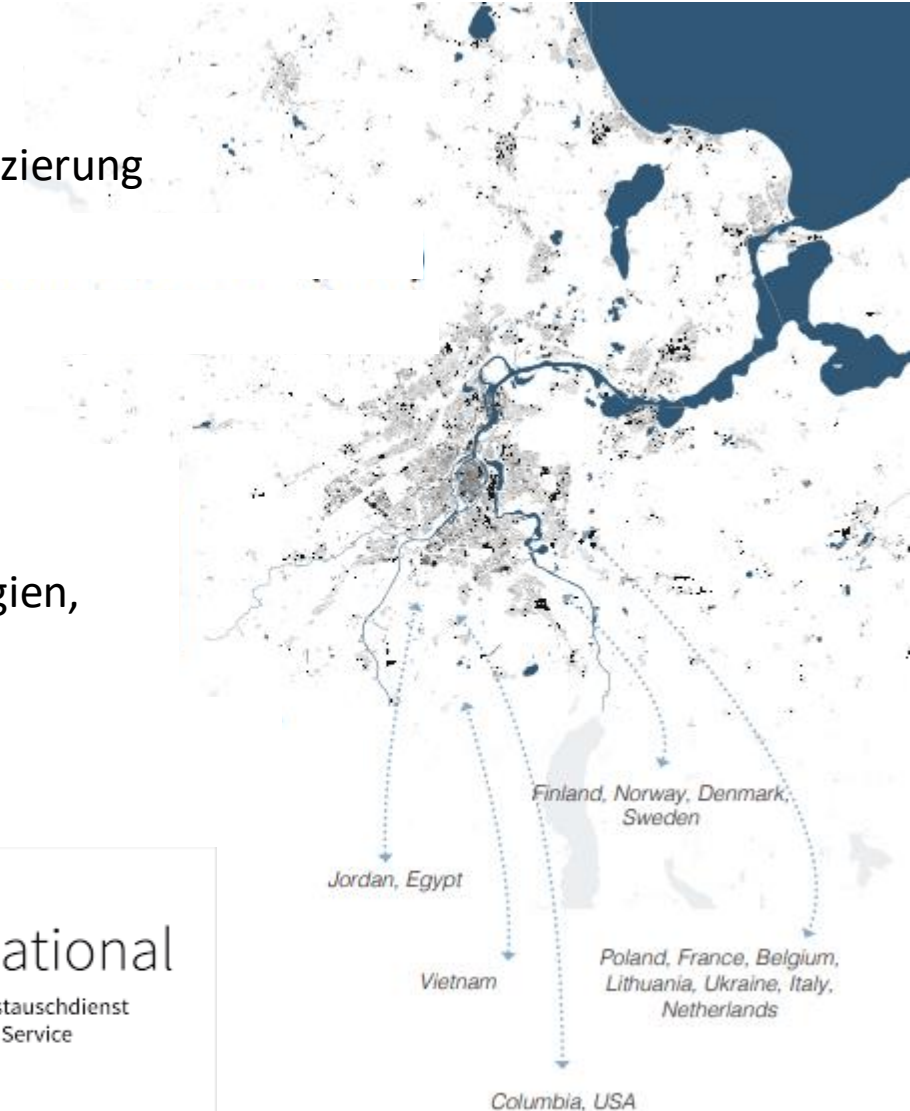 zierung
gien,
Finland, Norway, Denmark,
Sweden
Jordan, Egypt
ational
stauschdienst
Service
Vietnam
Poland, France, Belgium,
Lithuania, Ukraine, Italy,
Netherlands
Columbia, USA